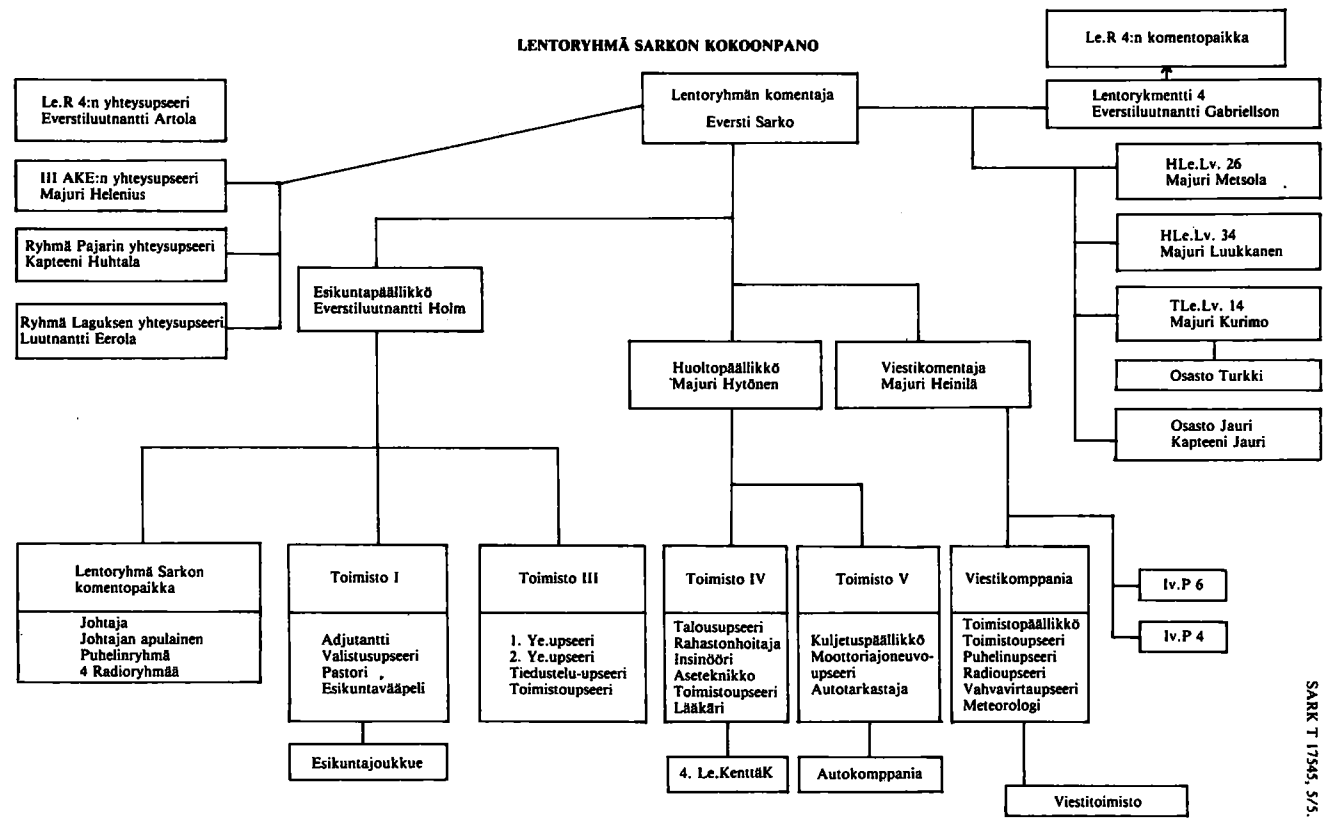 LENTORYHMÄ SARKON KOKOONPANO
Le.R 4:n komentopaikka
Le.R 4:n yhteysupseeri
Everstiluutnantti Artola
Lentoryhmän komentaja
Eversti Sarko
Lentorykmentti 4
Everstiluutnantti Gabriellson
III AKE:n yhteysupseeri
Majuri Helenius
HLe.Lv. 26
Majuri Metsola
Ryhmä Pajarin yhteysupseeri
Kapteeni Huhtala
HLe.Lv. 34
Majuri Luukkanen
Ryhmä Laguksen yhteysupseeri
Luutnantti Eerola
Esikuntapäällikkö
Everstiluutnantti Holm
TLe.Lv. 14
Majuri Kurimo
Osasto Turkki
Huoltopäällikkö
Majuri Hytönen
Viestikomentaja
Majuri Heinilä
Osasto Jauri
Kapteeni Jauri
Lentoryhmä Sarkon
komentopaikka
Johtaja
Johtajan apulainen
Puhelinryhmä
4 Radioryhmää
Toimisto I
Adjutantti
Valistusupseeri
Pastori
Esikuntavääpeli
Esikuntajoukkue
Toimisto III
1. Ye.upseeri
2. Ye.upseeri
Tiedustelu-upseeri
Toimistoupseeri
Toimisto IV
Talousupseeri
Rahastonhoitaja
Insinööri
Aseteknikko
Toimistoupseeri
Lääkäri
4. Le.KenttäK
Toimisto V
Kuljetuspäällikkö
Moottoriajoneuvo-
upseeri
Autotarkastaja
Autokomppania
Viestikomppania
Toimistopäällikkö
Toimistoupseeri
Puhelinupseeri
Radioupseeri
Vahvavirtaupseeri
Meteorologi
Viestitoimisto
Iv.P 6
Iv.P 4
SARK T 17545, 5/5.